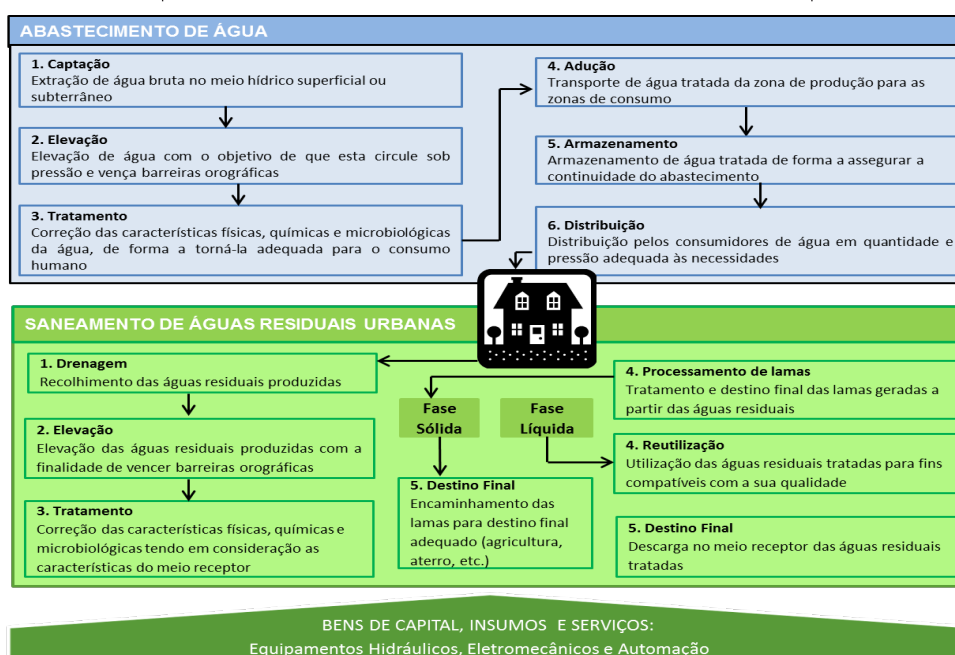 ABASTECIMENTO DE ÁGUA
1. Captação
Extração de água bruta no meio hídrico superficial ou
subterrâneo
2. Elevação
Elevação de água com o objetivo de que esta circule sob
pressão e vença barreiras orográficas
3. Tratamento
Correção das características físicas, químicas e microbiológicas
da água, de forma a torná-la adequada para o consumo
humano
4. Adução
Transporte de água tratada da zona de produção para as
zonas de consumo
5. Armazenamento
Armazenamento de água tratada de forma a assegurar a
continuidade do abastecimento
6. Distribuição
Distribuição pelos consumidores de água em quantidade e
pressão adequada às necessidades
SANEAMENTO DE ÁGUAS RESIDUAIS URBANAS
1. Drenagem
Recolhimento das águas residuais produzidas
2. Elevação
Elevação das águas residuais produzidas com a
finalidade de vencer barreiras orográficas
3. Tratamento
Correção das características físicas, químicas e
microbiológicas tendo em consideração as
características do meio receptor
Fase
Sólida
Fase
Líquida
5. Destino Final
Encaminhamento das
lamas para destino final
adequado (agricultura,
aterro, etc.)
4. Processamento de lamas
Tratamento e destino final das lamas geradas a
partir das águas residuais
4. Reutilização
Utilização das águas residuais tratadas para fins
compatíveis com a sua qualidade
5. Destino Final
Descarga no meio receptor das águas residuais
tratadas
BENS DE CAPITAL, INSUMOS E SERVIÇOS:
Equipamentos Hidráulicos, Eletromecânicos e Automação